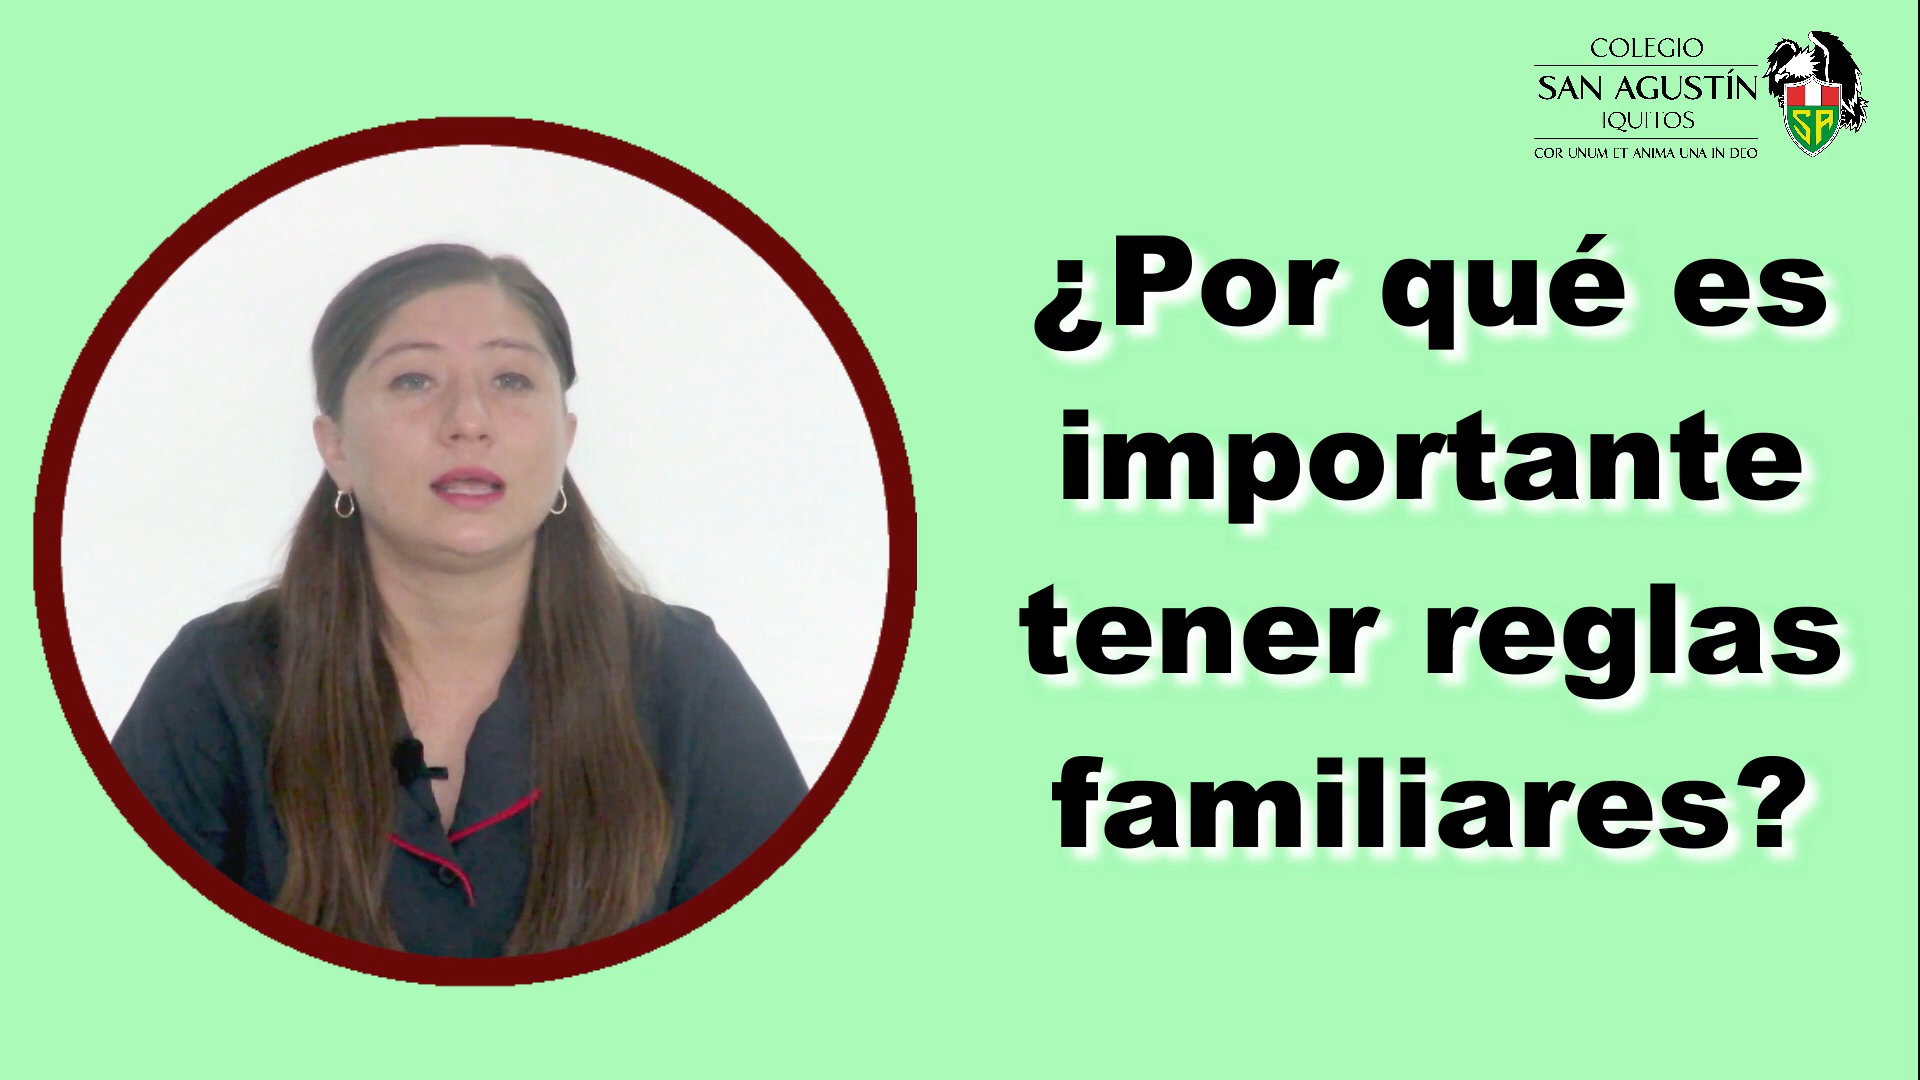 COLEGIO
SAN AGUSTÍN
IQUITOS
COR UNUM ET ANIMA UNA IN DEO
SA
¿Por qué es
importante
tener reglas
familiares?